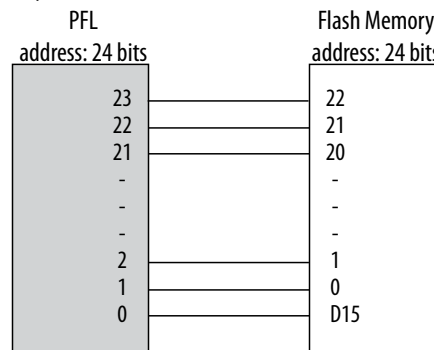 PFL Flash Memory
address: 24 bits address: 24 bits
23 22
22 21
21 20
- -
- -
- -
2 1
1 0
0 D15